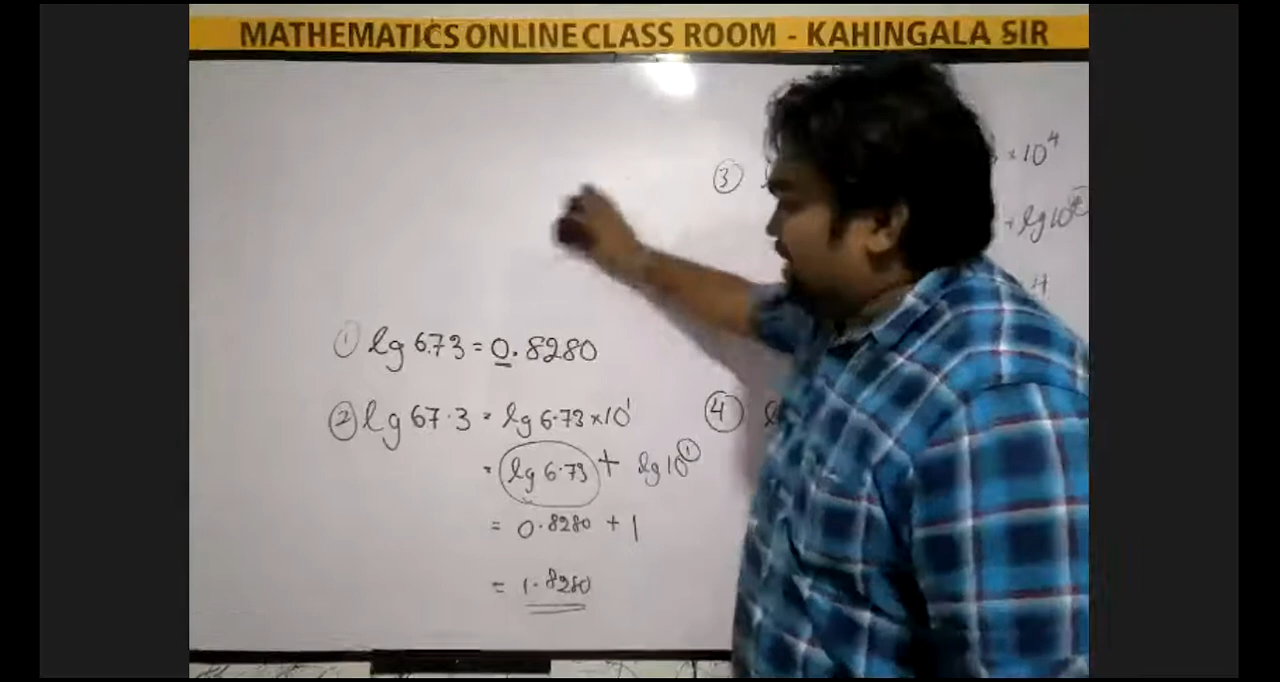 MATHEMATICS ONLINE CLASS ROOM - KAHINGALA SIR
① lg 6.73 = 0.8280
② lg 67.3 = lg 6.73 × 10¹
= lg 6.73 + lg 10¹
= 0.8280 + 1
= 1.8280
③
× 10⁴
+ lg 10
4
④